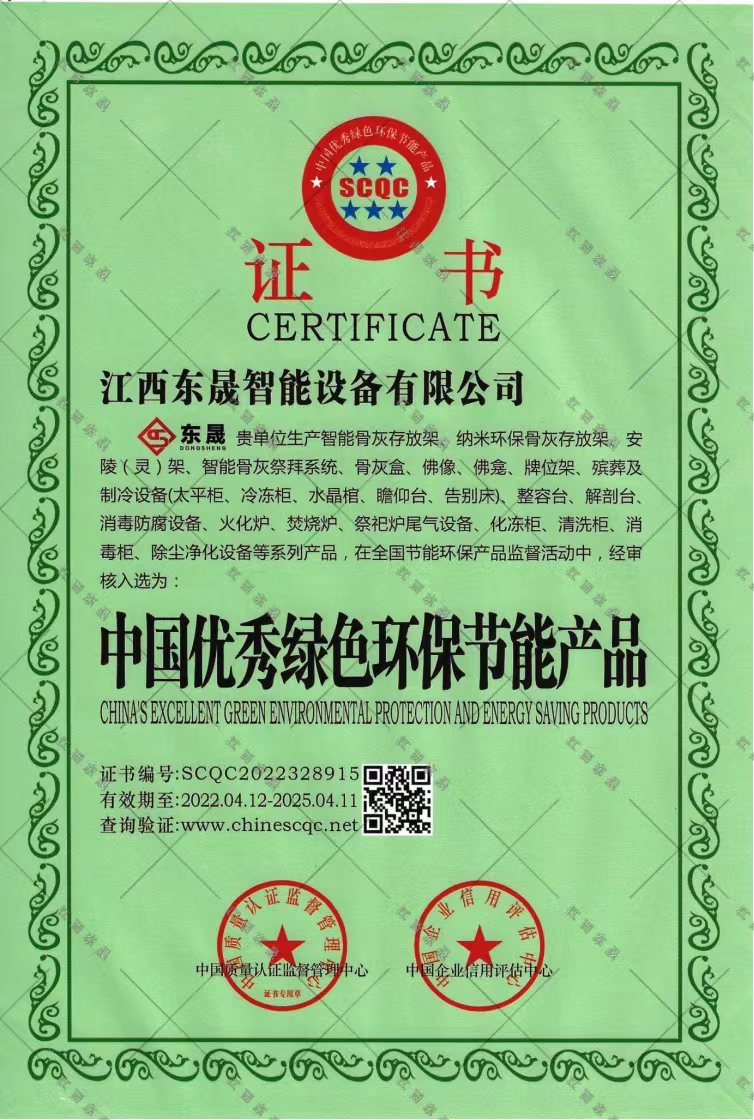 中国优秀绿色环保节能产品
SCQC
证 书
CERTIFICATE
江西东晟智能设备有限公司
东晟 贵单位生产智能骨灰存放架、纳米环保骨灰存放架、安
DONGSHENG
陵（灵）架、智能骨灰祭拜系统、骨灰盒、佛像、佛龛、牌位架、殡葬及
制冷设备(太平柜、冷冻柜、水晶棺、瞻仰台、告别床)、整容台、解剖台、
消毒防腐设备、火化炉、焚烧炉、祭祀炉尾气设备、化冻柜、清洗柜、消
毒柜、除尘净化设备等系列产品，在全国节能环保产品监督活动中，经审
核入选为：
中国优秀绿色环保节能产品
CHINA'S EXCELLENT GREEN ENVIRONMENTAL PROTECTION AND ENERGY SAVING PRODUCTS
证书编号:SCQC2022328915
有效期至:2022.04.12-2025.04.11
查询验证:www.chinescqc.net
中国质量认证监督管理中心
中国质量认证监督管理中心
证书专用章
中国企业信用评估中心
中国企业信用评估中心